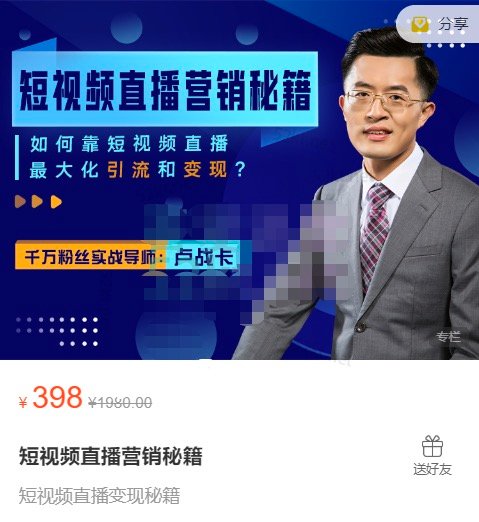 分享
短视频直播营销秘籍
如何靠短视频直播
最大化引流和变现？
千万粉丝实战导师：卢战卡
专栏
¥ 398 ¥1980.00
短视频直播营销秘籍
送好友
短视频直播变现秘籍